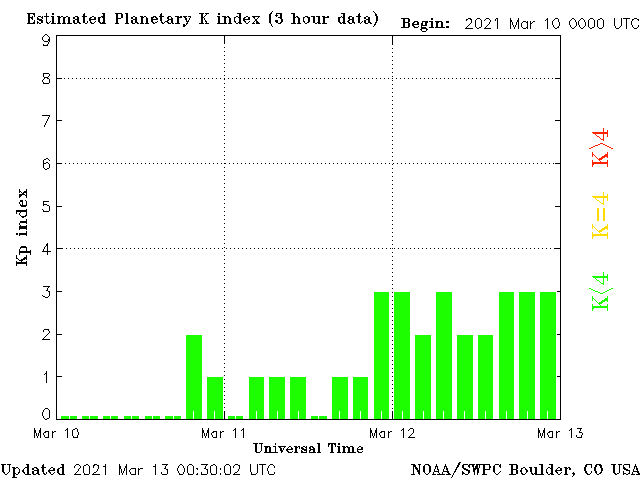 Estimated Planetary K index (3 hour data) Begin: 2021 Mar 10 0000 UTC
9
8
7
6
5
4
3
2
1
0
Kp index
K>4
K=4
K<4
Mar 10 Mar 11 Mar 12 Mar 13
Universal Time
Updated 2021 Mar 13 00:30:02 UTC NOAA/SWPC Boulder, CO USA